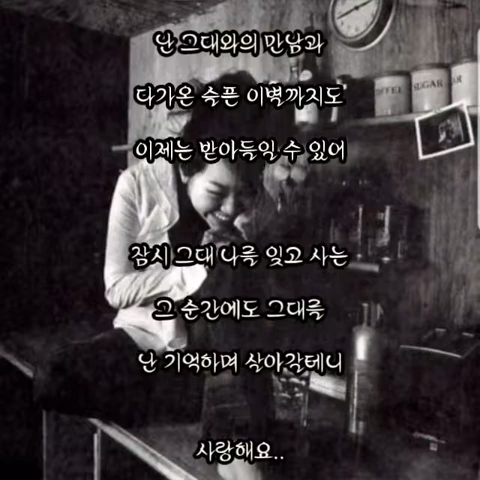 난 그대와의 만남과
다가온 슬픈 이별까지도
이제는 받아들일 수 있어
COFFEE SUGAR
잠시 그대 나를 잊고 사는
그 순간에도 그대를
난 기억하며 살아갈테니
사랑해요..